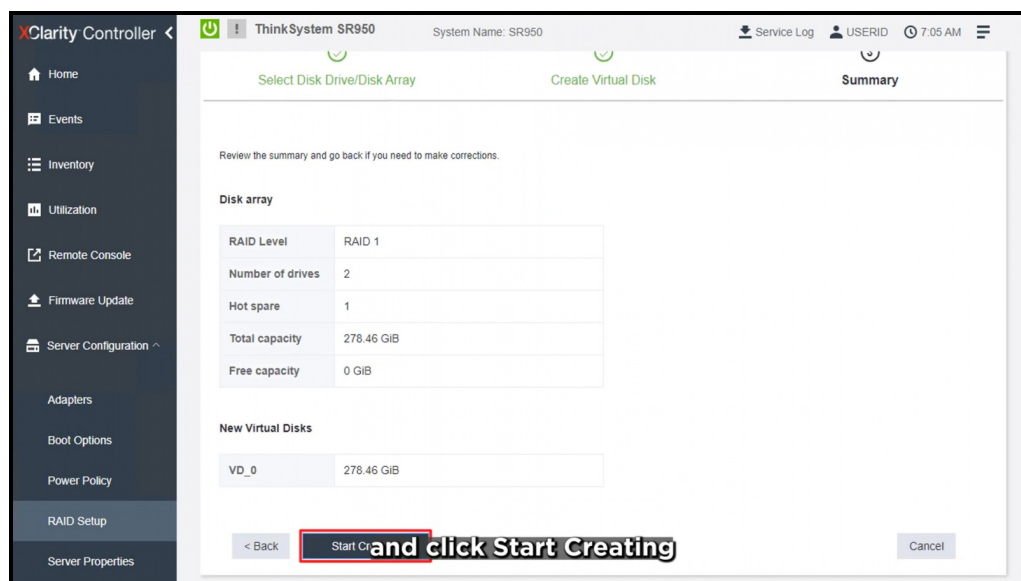 XClarity Controller
ThinkSystem SR950
System Name: SR950
Service Log
USERID
7:05 AM
Home
Events
Inventory
Utilization
Remote Console
Firmware Update
Server Configuration
Adapters
Boot Options
Power Policy
RAID Setup
Server Properties
Select Disk Drive/Disk Array
Create Virtual Disk
3
Summary
Review the summary and go back if you need to make corrections.
Disk array
RAID Level RAID 1
Number of drives 2
Hot spare 1
Total capacity 278.46 GiB
Free capacity 0 GiB
New Virtual Disks
VD_0 278.46 GiB
< Back
Start Cr
and click Start Creating
Cancel